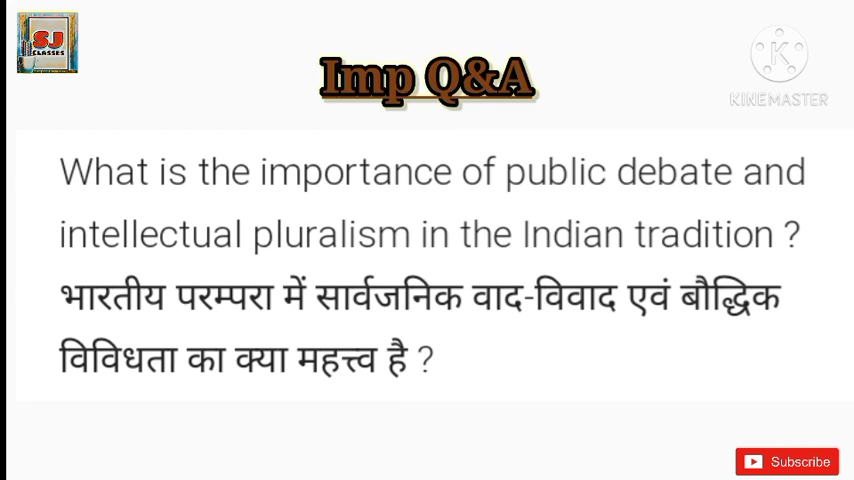 SJ
CLASSES
Imp Q&A
KINEMASTER
What is the importance of public debate and
intellectual pluralism in the Indian tradition ?
भारतीय परम्परा में सार्वजनिक वाद-विवाद एवं बौद्धिक
विविधता का क्या महत्त्व है ?
Subscribe